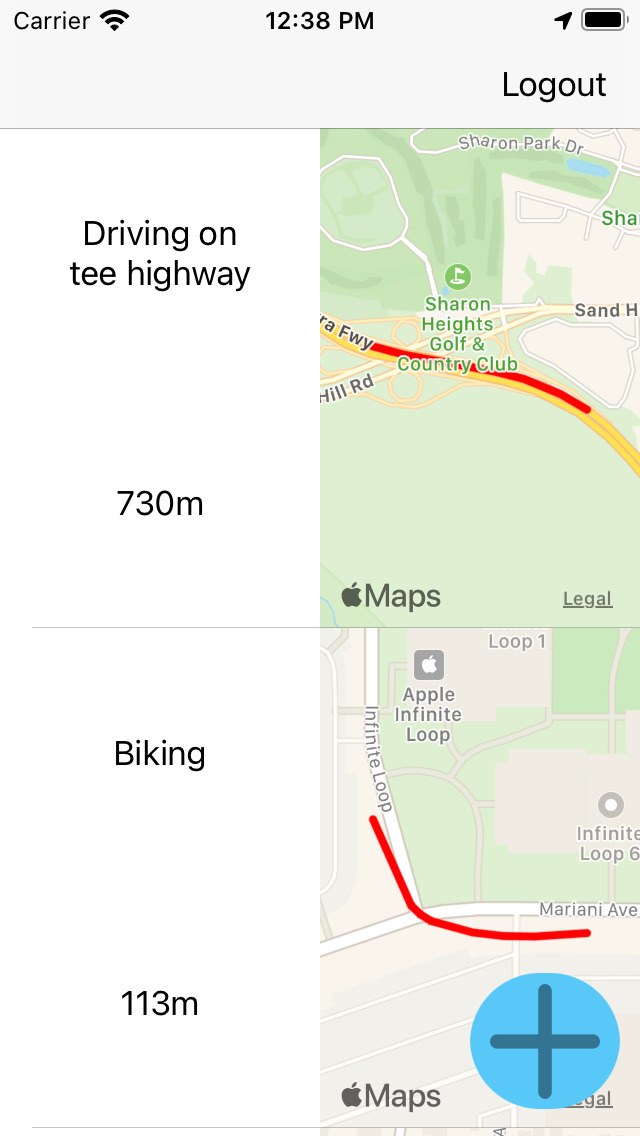 Carrier
12:38 PM
Logout
Driving on
tee highway
730m
Sharon Park Dr
Sha
Sharon
Heights
Golf &
Country Club
Sand H
ra Fwy
Hill Rd
Maps
Legal
Biking
113m
Loop 1
Apple
Infinite
Loop
Infinite Loop
Infinite
Loop 6
Mariani Ave
Maps
egal
A